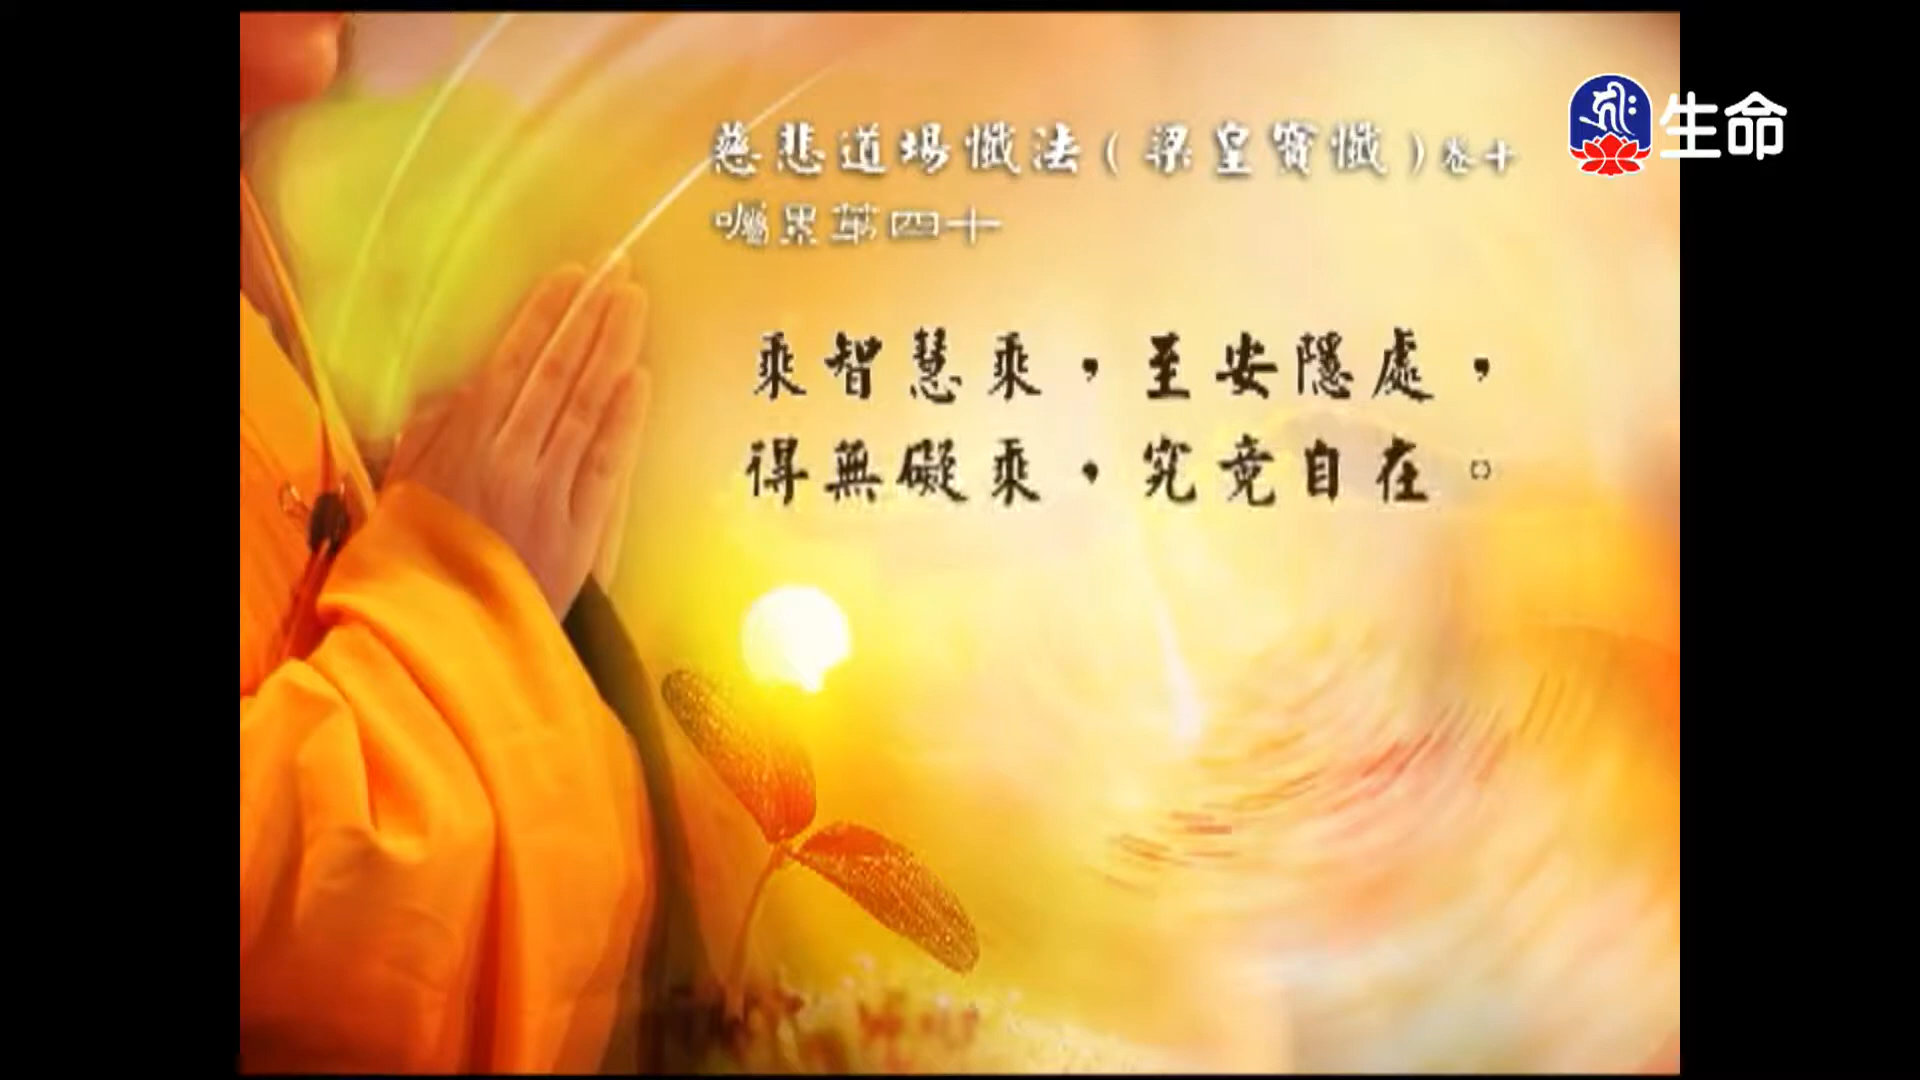 慈悲道場懺法(梁皇寶懺)卷十
囑累第四十
乘智慧乘，至安隱處，
得無礙乘，究竟自在。
生命